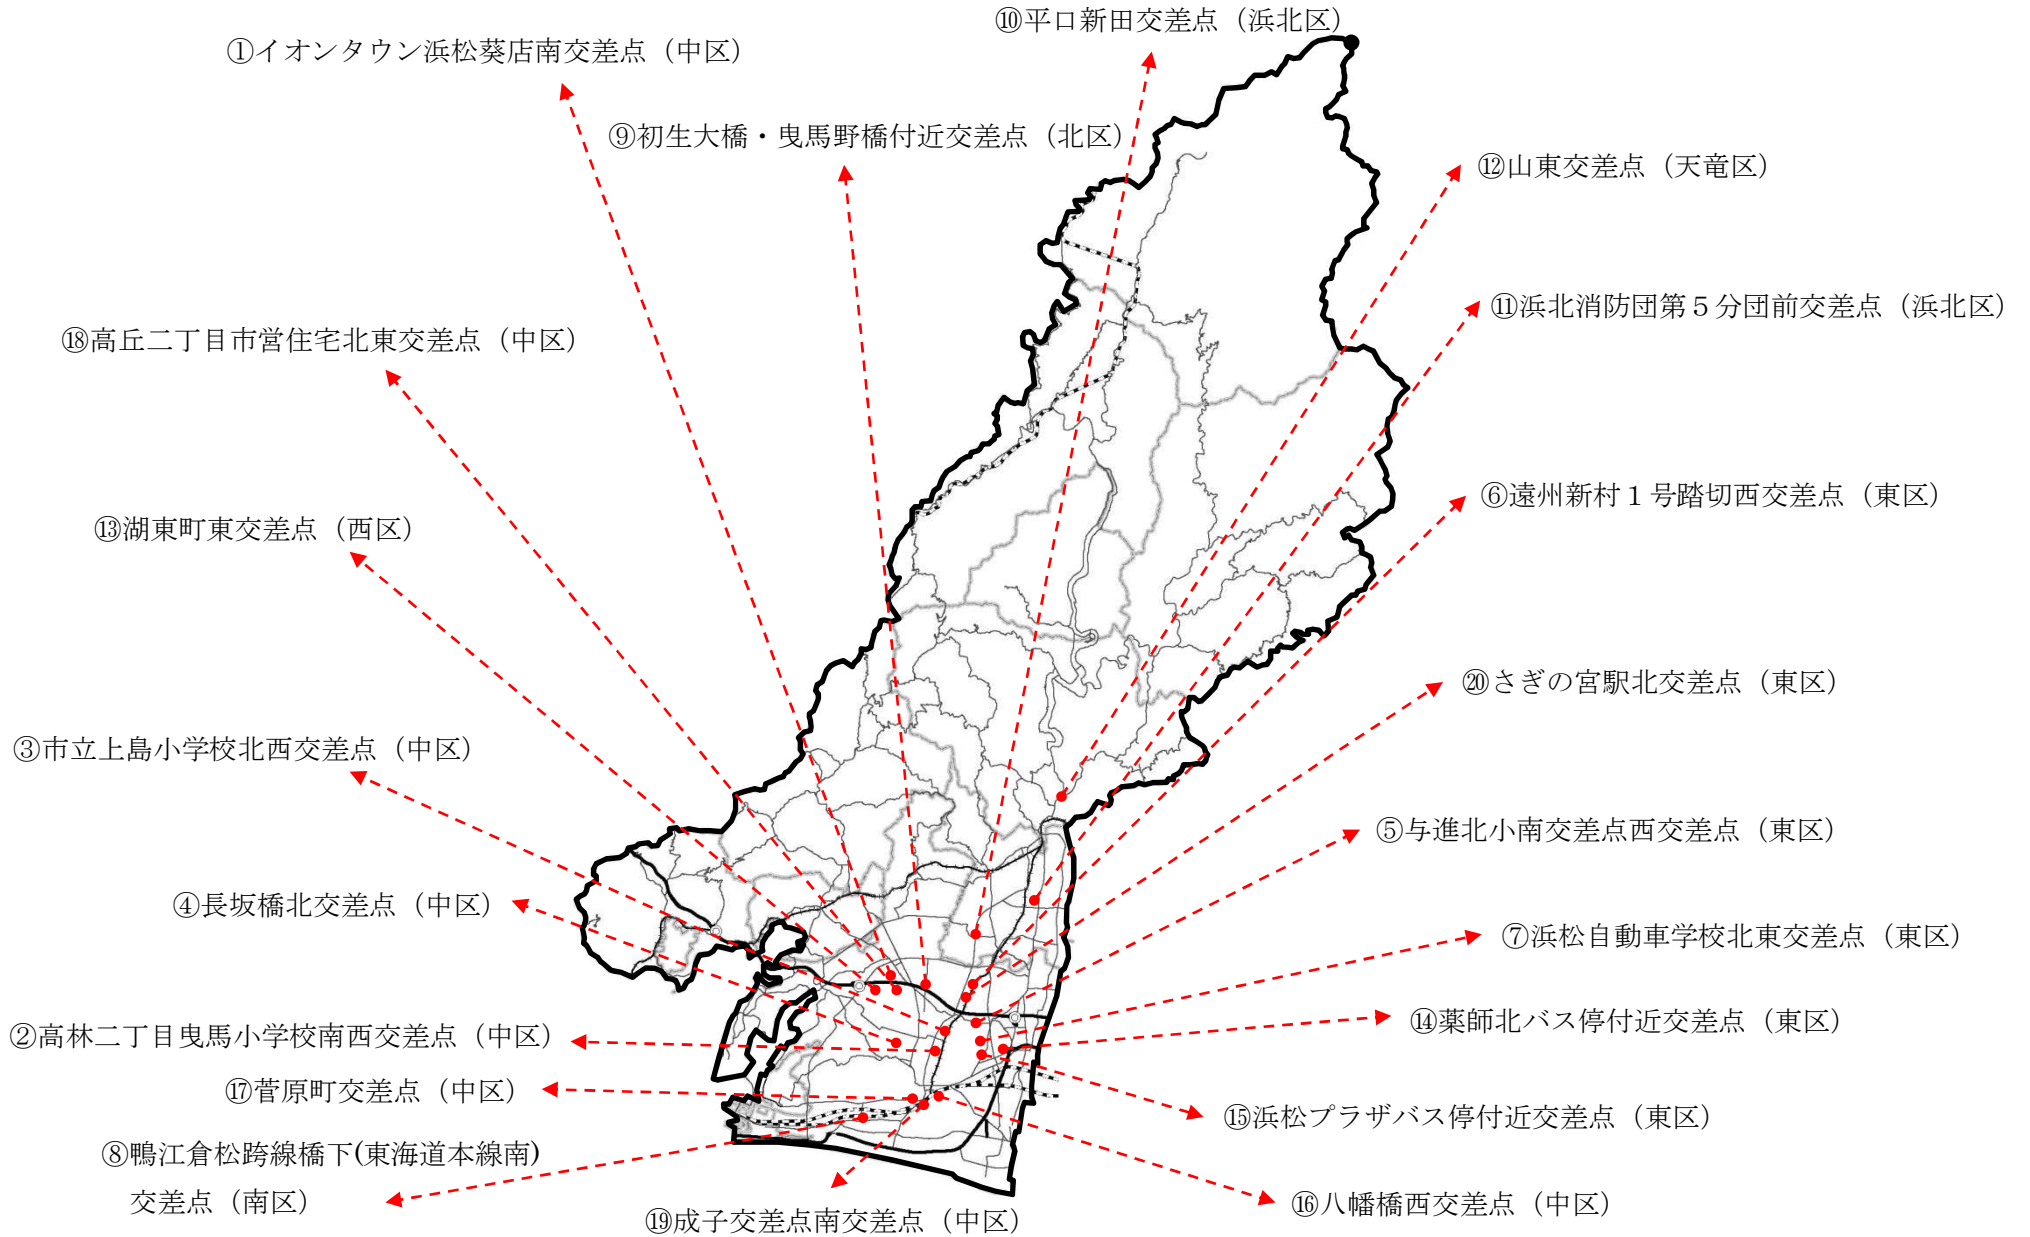 ⑩平口新田交差点（浜北区）
①イオンタウン浜松葵店南交差点（中区）
⑨初生大橋・曳馬野橋付近交差点（北区）
⑫山東交差点（天竜区）
⑪浜北消防団第５分団前交差点（浜北区）
⑱高丘二丁目市営住宅北東交差点（中区）
⑥遠州新村１号踏切西交差点（東区）
⑬湖東町東交差点（西区）
⑳さぎの宮駅北交差点（東区）
③市立上島小学校北西交差点（中区）
⑤与進北小南交差点西交差点（東区）
④長坂橋北交差点（中区）
⑦浜松自動車学校北東交差点（東区）
⑭薬師北バス停付近交差点（東区）
②高林二丁目曳馬小学校南西交差点（中区）
⑰菅原町交差点（中区）
⑮浜松プラザバス停付近交差点（東区）
⑧鴨江倉松跨線橋下(東海道本線南)
交差点（南区）
⑯八幡橋西交差点（中区）
⑲成子交差点南交差点（中区）